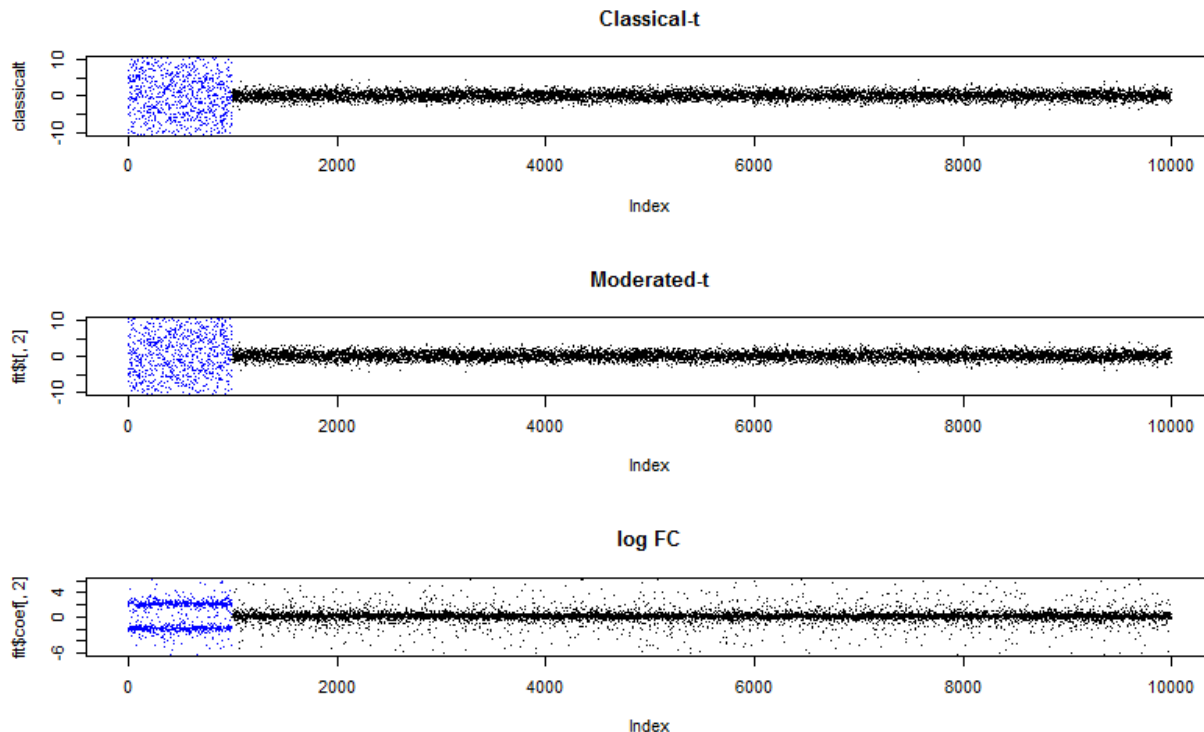 Classical-t
classicalt
10
0
-10
0 2000 4000 6000 8000 10000
Index
Moderated-t
fit$t[, 2]
10
0
-10
0 2000 4000 6000 8000 10000
Index
log FC
fit$coef[, 2]
4
0
-6
0 2000 4000 6000 8000 10000
Index